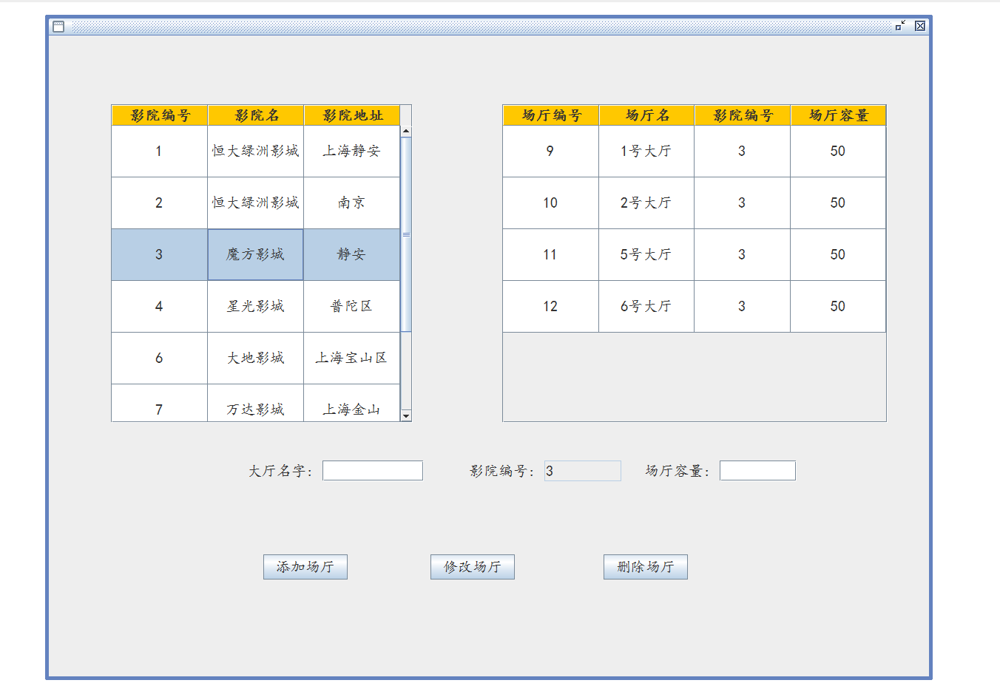 影院编号 影院名 影院地址
1 恒大绿洲影城 上海静安
2 恒大绿洲影城 南京
3 魔方影城 静安
4 星光影城 普陀区
6 大地影城 上海宝山区
7 万达影城 上海金山
场厅编号 场厅名 影院编号 场厅容量
9 1号大厅 3 50
10 2号大厅 3 50
11 5号大厅 3 50
12 6号大厅 3 50
大厅名字： 影院编号：3 场厅容量：
添加场厅 修改场厅 删除场厅